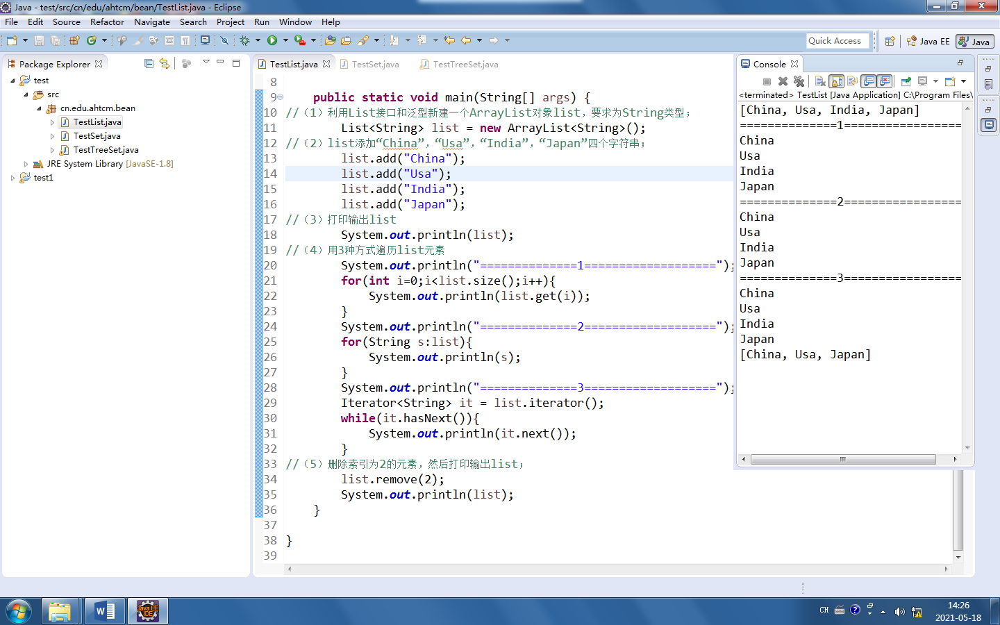 Java - test/src/cn/edu/ahtcm/bean/TestList.java - Eclipse
File Edit Source Refactor Navigate Search Project Run Window Help
Quick Access Java EE Java
Package Explorer
test
src
cn.edu.ahtcm.bean
TestList.java
TestSet.java
TestTreeSet.java
JRE System Library [JavaSE-1.8]
test1
TestList.java TestSet.java TestTreeSet.java
8
9 public static void main(String[] args) {
10 //（1）利用List接口和泛型新建一个ArrayList对象list，要求为String类型；
11 List<String> list = new ArrayList<String>();
12 //（2）list添加“China”，“Usa”，“India”，“Japan”四个字符串；
13 list.add("China");
14 list.add("Usa");
15 list.add("India");
16 list.add("Japan");
17 //（3）打印输出list
18 System.out.println(list);
19 //（4）用3种方式遍历list元素
20 System.out.println("==============1===================");
21 for(int i=0;i<list.size();i++){
22 System.out.println(list.get(i));
23 }
24 System.out.println("==============2===================");
25 for(String s:list){
26 System.out.println(s);
27 }
28 System.out.println("==============3===================");
29 Iterator<String> it = list.iterator();
30 while(it.hasNext()){
31 System.out.println(it.next());
32 }
33 //（5）删除索引为2的元素，然后打印输出list；
34 list.remove(2);
35 System.out.println(list);
36 }
37
38 }
39
Console
<terminated> TestList [Java Application] C:\Program Files\
[China, Usa, India, Japan]
==============1=================
China
Usa
India
Japan
==============2=================
China
Usa
India
Japan
==============3=================
China
Usa
India
Japan
[China, Usa, Japan]
W
Java EE
IDE
CH
14:26
2021-05-18